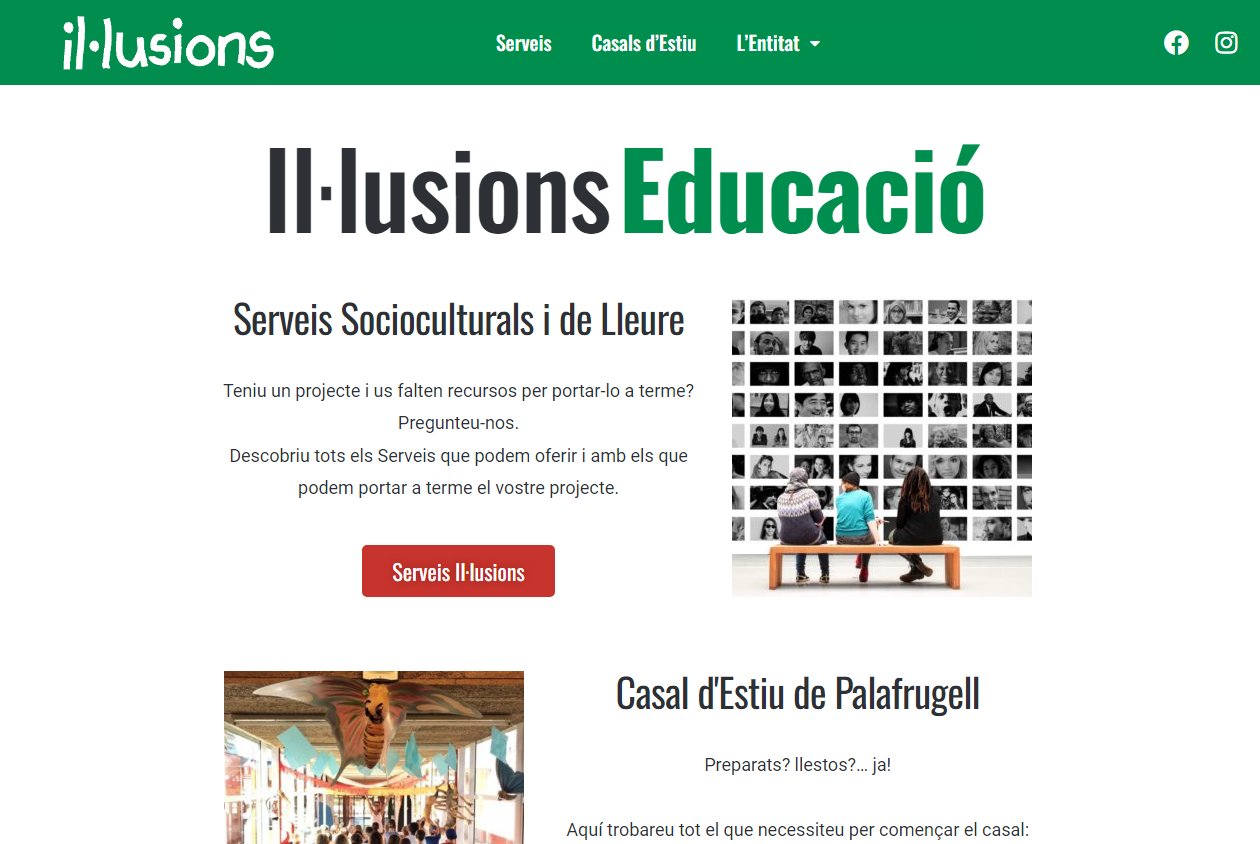 il·lusions
Serveis
Casals d’Estiu
L’Entitat
Il·lusions Educació
Serveis Socioculturals i de Lleure
Teniu un projecte i us falten recursos per portar-lo a terme?
Pregunteu-nos.
Descobriu tots els Serveis que podem oferir i amb els que
podem portar a terme el vostre projecte.
Serveis Il·lusions
Casal d'Estiu de Palafrugell
Preparats? llestos?... ja!
Aquí trobareu tot el que necessiteu per començar el casal: